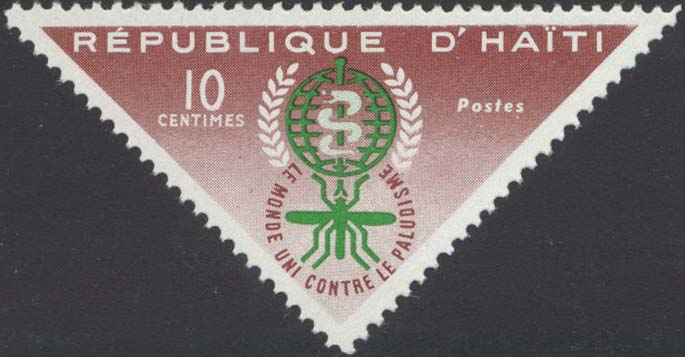 RÉPUBLIQUE D'HAÏTI
10
CENTIMES
Postes
LE MONDE UNI CONTRE LE PALUDISME